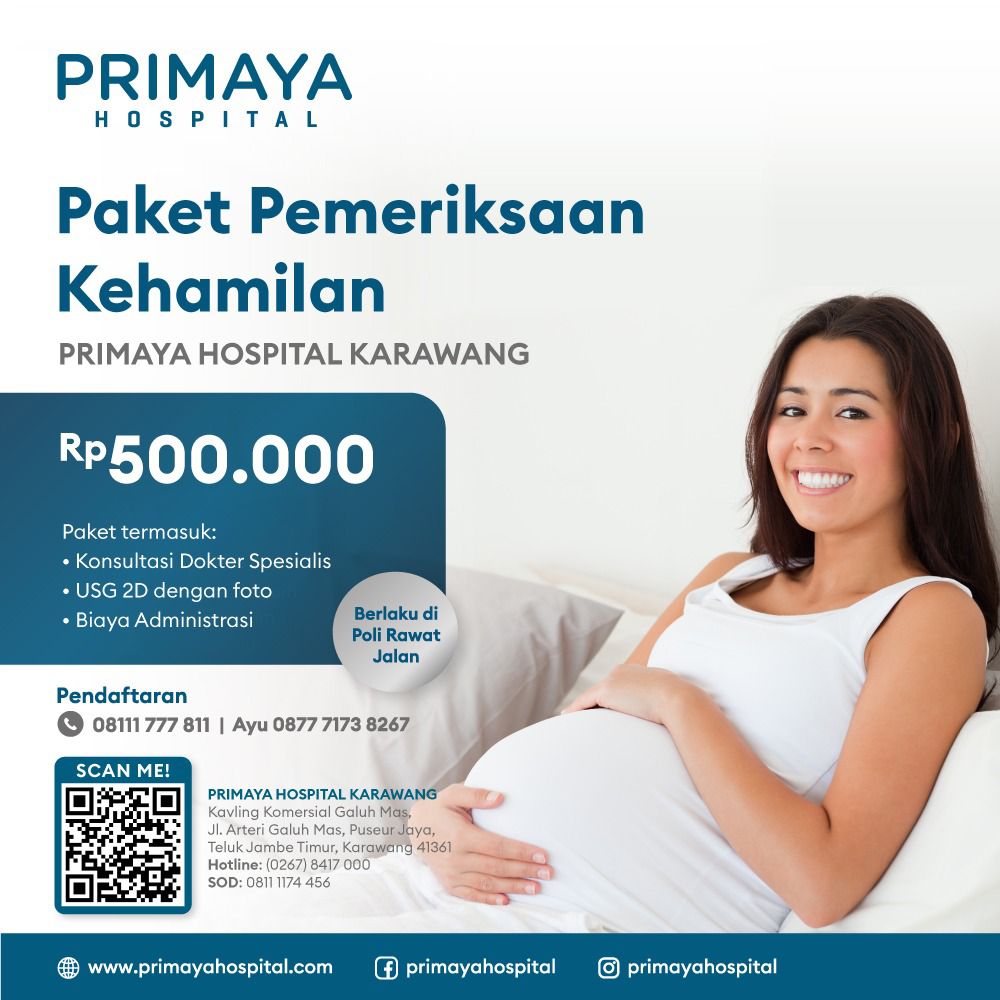 PRIMAYA
HOSPITAL
Paket Pemeriksaan
Kehamilan
PRIMAYA HOSPITAL KARAWANG
Rp500.000
Paket termasuk:
• Konsultasi Dokter Spesialis
• USG 2D dengan foto
• Biaya Administrasi
Berlaku di
Poli Rawat
Jalan
Pendaftaran
08111 777 811 | Ayu 0877 7173 8267
SCAN ME!
PRIMAYA HOSPITAL KARAWANG
Kavling Komersial Galuh Mas,
Jl. Arteri Galuh Mas, Puseur Jaya,
Teluk Jambe Timur, Karawang 41361
Hotline: (0267) 8417 000
SOD: 0811 1174 456
www.primayahospital.com
primayahospital
primayahospital